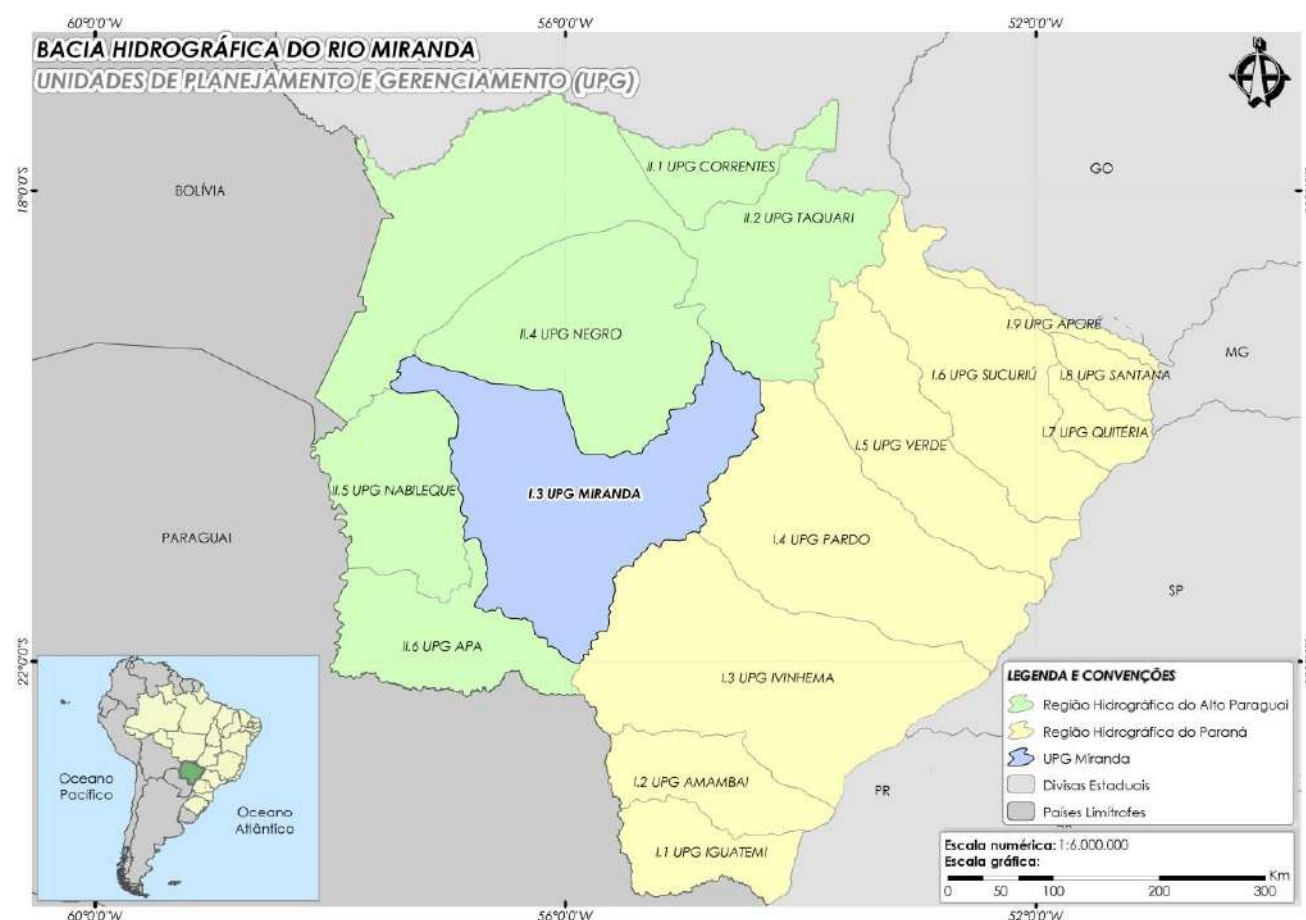 60°0'0"W
56°0'0"W
52°0'0"W
BACIA HIDROGRÁFICA DO RIO MIRANDA
UNIDADES DE PLANEJAMENTO E GERENCIAMENTO (UPG)
N
II.1 UPG CORRENTES
GO
18°0'0"S
BOLÍVIA
II.2 UPG TAQUARI
I.9 UPG APORÉ
II.4 UPG NEGRO
MG
I.6 UPG SUCURIÚ
I.8 UPG SANTANA
I.7 UPG QUITÉRIA
I.5 UPG VERDE
II.5 UPG NABILEQUE
I.3 UPG MIRANDA
PARAGUAI
I.4 UPG PARDO
SP
II.6 UPG APA
22°0'0"S
I.3 UPG IVINHEMA
LEGENDA E CONVENÇÕES
Região Hidrográfica do Alto Paraguai
Região Hidrográfica do Paraná
UPG Miranda
Divisas Estaduais
Países Limítrofes
Oceano
Pacífico
Oceano
Atlântico
I.2 UPG AMAMBAI
PR
I.1 UPG IGUATEMI
Escala numérica: 1:6.000.000
Escala gráfica:
Km
0 50 100 200 300
60°0'0"W
56°0'0"W
52°0'0"W